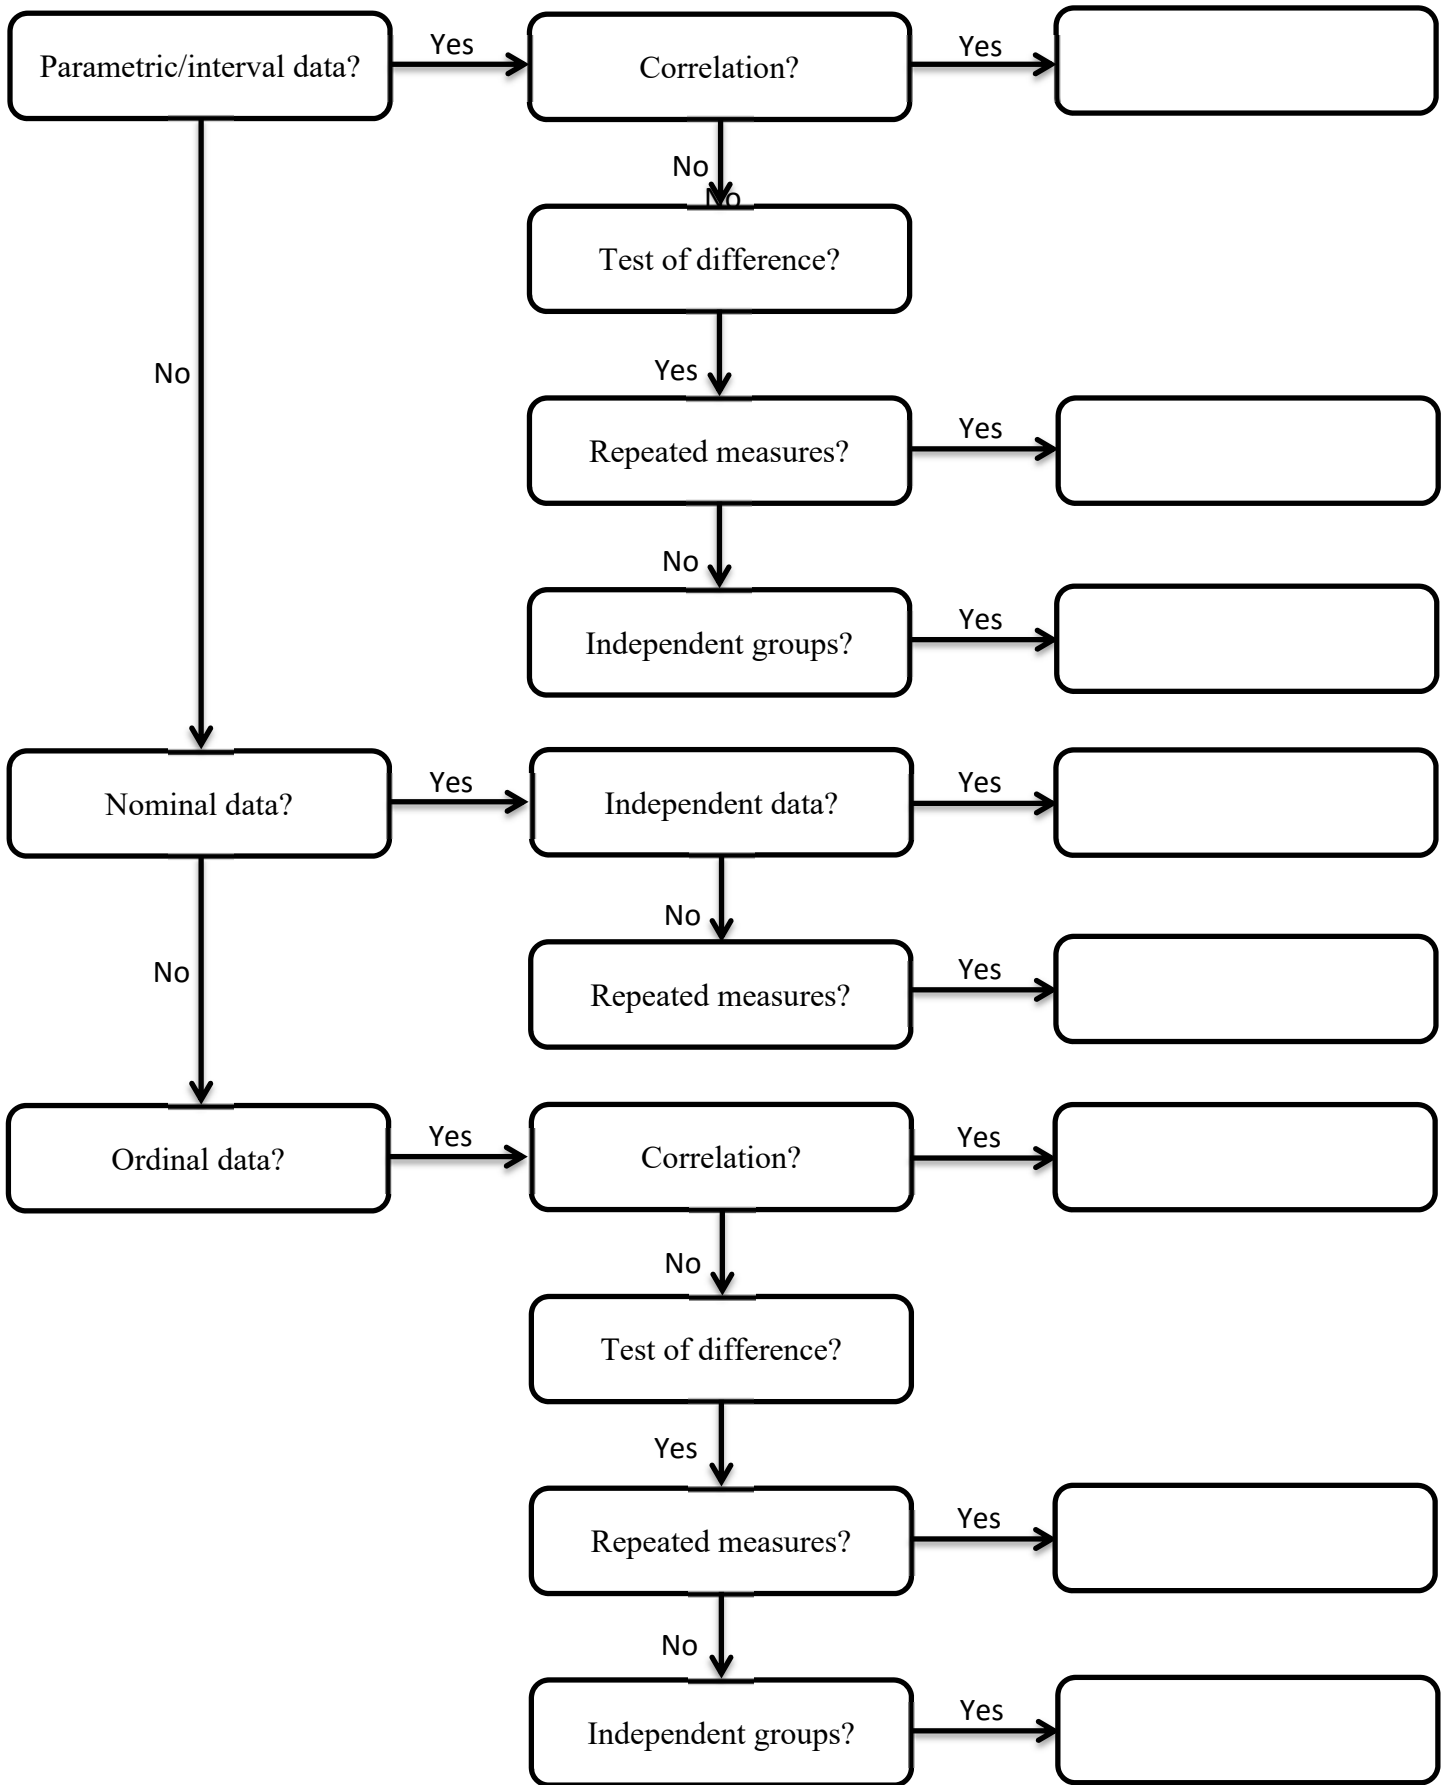 Parametric/interval data?
Yes
Correlation?
Yes
No
No
Test of difference?
Yes
No
Repeated measures?
Yes
No
Independent groups?
Yes
Nominal data?
Yes
Independent data?
Yes
No
No
Repeated measures?
Yes
Ordinal data?
Yes
Correlation?
Yes
No
Test of difference?
Yes
Repeated measures?
Yes
No
Independent groups?
Yes